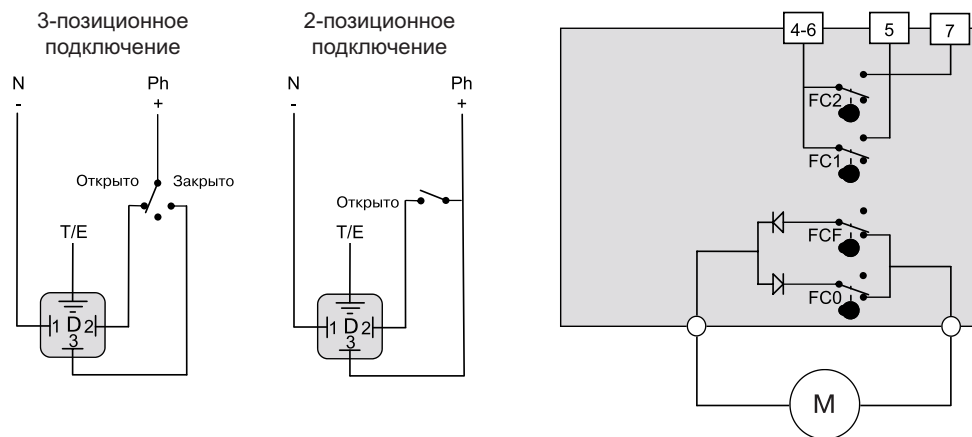 3-позиционное
подключение
N
-
Ph
+
Открыто
Закрыто
T/E
1 D 2
3
2-позиционное
подключение
N
-
Ph
+
Открыто
T/E
1 D 2
3
4-6
5
7
FC2
FC1
FCF
FC0
M